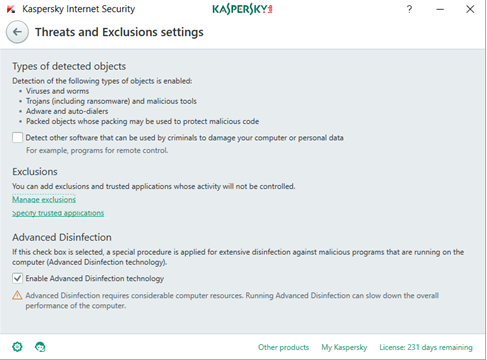 Kaspersky Internet Security
KASPERSKY
?
Threats and Exclusions settings
Types of detected objects
Detection of the following types of objects is enabled:
• Viruses and worms
• Trojans (including ransomware) and malicious tools
• Adware and auto-dialers
• Packed objects whose packing may be used to protect malicious code
Detect other software that can be used by criminals to damage your computer or personal data
For example, programs for remote control.
Exclusions
You can add exclusions and trusted applications whose activity will not be controlled.
Manage exclusions
Specify trusted applications
Advanced Disinfection
If this check box is selected, a special procedure is applied for extensive disinfection against malicious programs that are running on the
computer (Advanced Disinfection technology).
Enable Advanced Disinfection technology
Advanced Disinfection requires considerable computer resources. Running Advanced Disinfection can slow down the overall
performance of the computer.
Other products My Kaspersky License: 231 days remaining